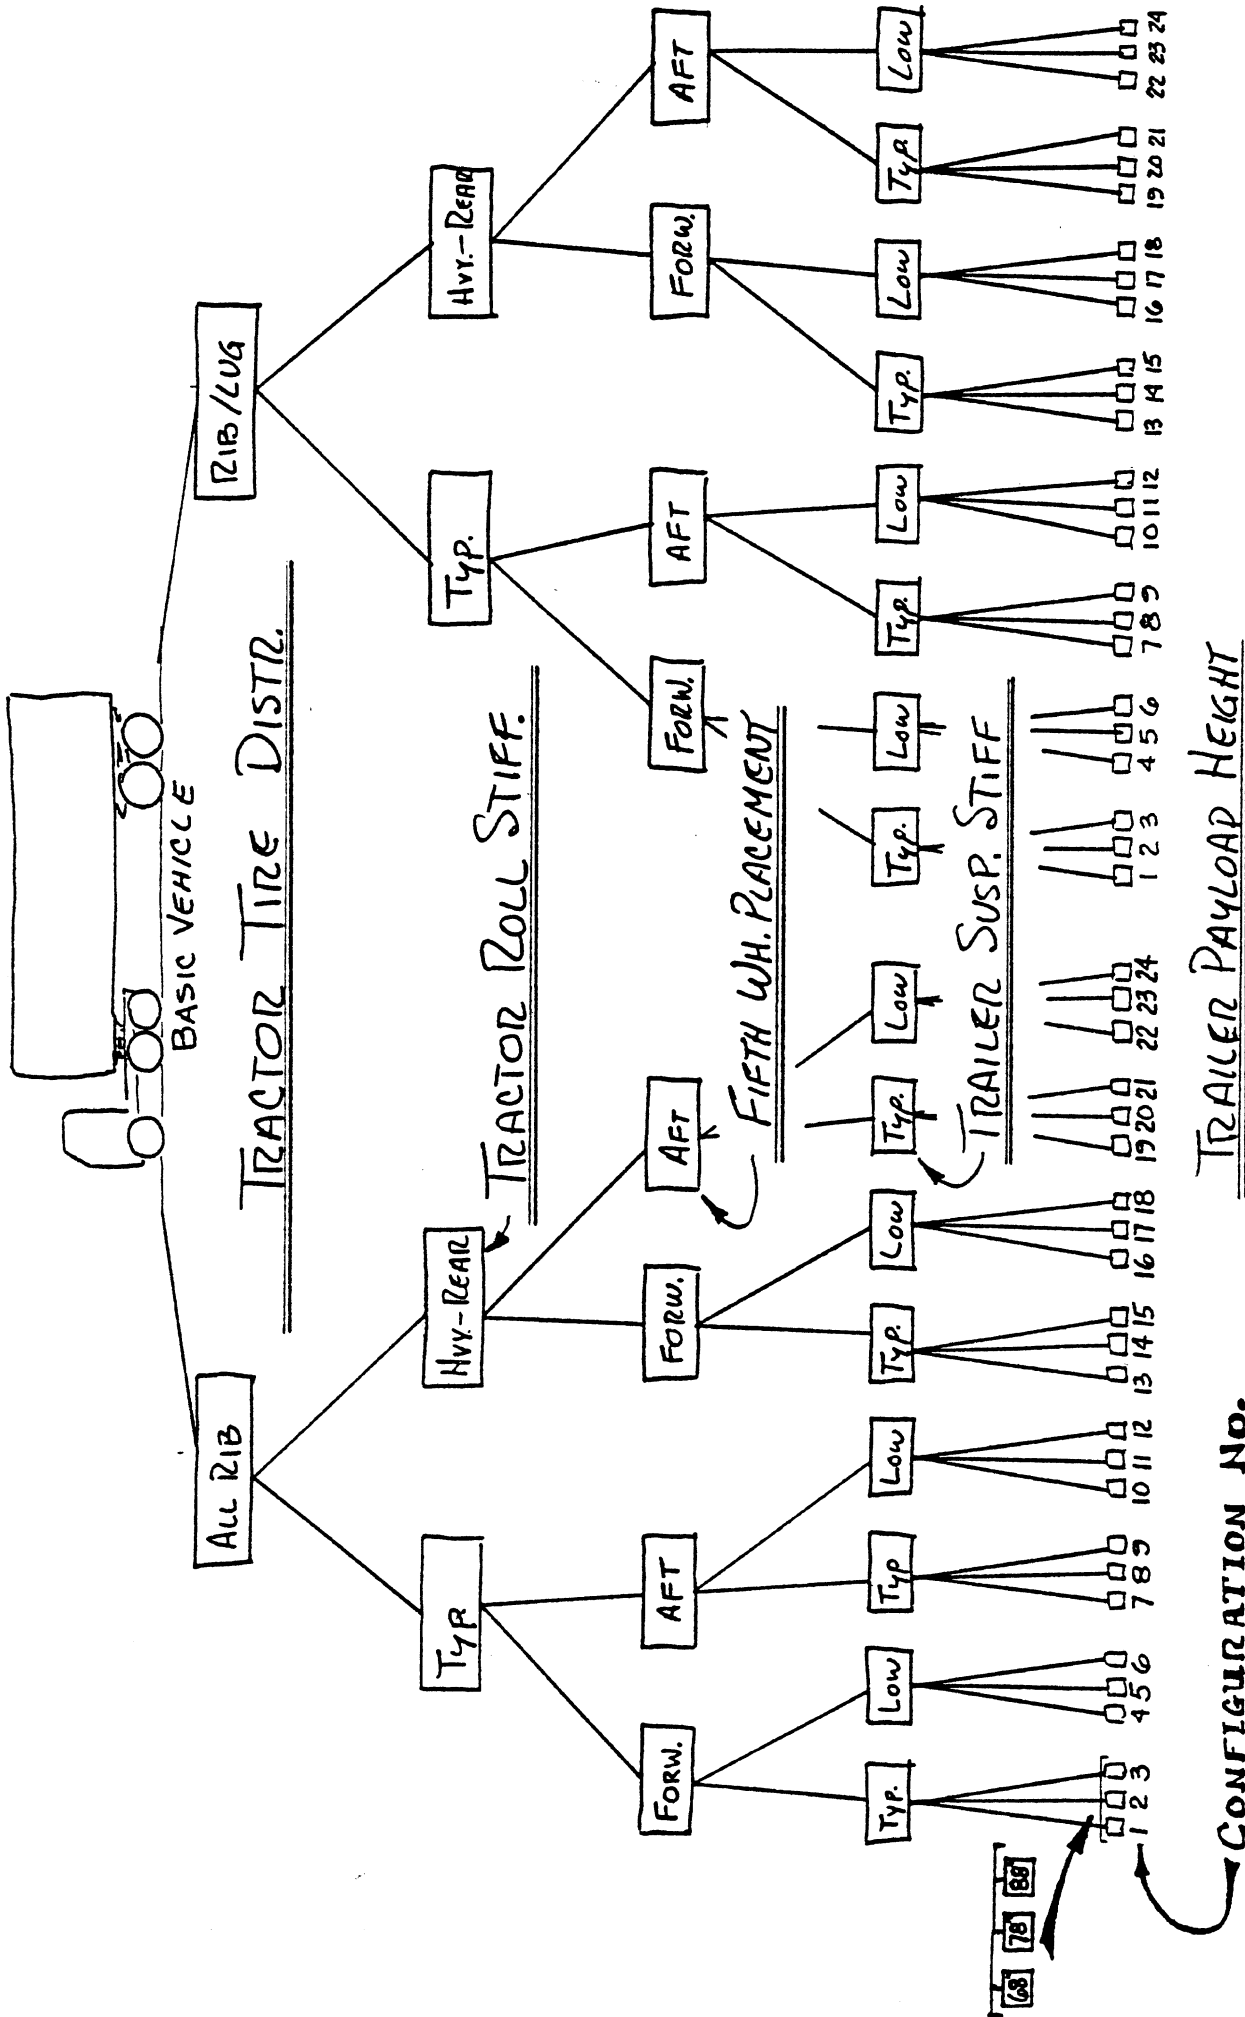 BASIC VEHICLE
TRACTOR TIRE DISTR.
ALL RIB
RIB/LUG
TRACTOR ROLL STIFF.
TYP.
HVY.-REAR
TYP.
HVY.-REAR
FIFTH WH. PLACEMENT
FORW.
AFT
FORW.
AFT
FORW.
AFT
FORW.
AFT
TRAILER SUSP. STIFF
TYP.
LOW
TYP
LOW
TYP.
LOW
TYP.
LOW
TYP.
LOW
TYP.
LOW
TYP.
LOW
TYP.
LOW
68" 78" 88"
1 2 3 4 5 6 7 8 9 10 11 12 13 14 15 16 17 18 19 20 21 22 23 24 1 2 3 4 5 6 7 8 9 10 11 12 13 14 15 16 17 18 19 20 21 22 23 24
TRAILER PAYLOAD HEIGHT
CONFIGURATION NO.